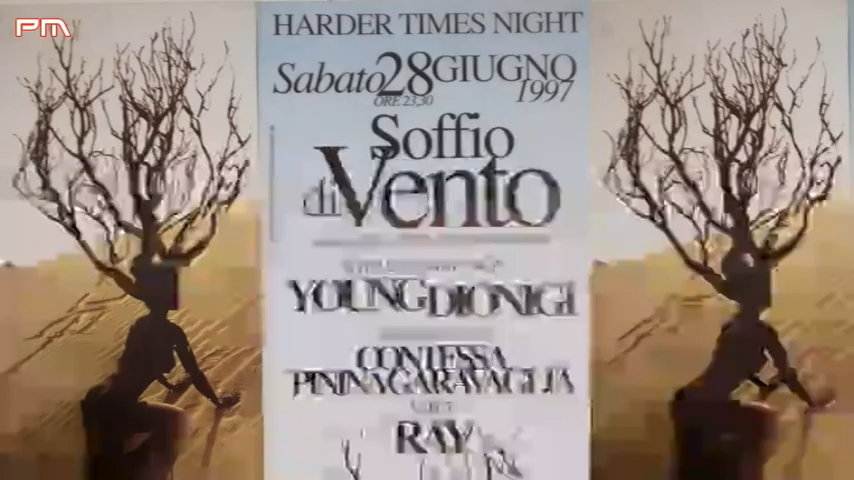 PM
HARDER TIMES NIGHT
Sabato 28 GIUGNO 1997
ORE 23,30
Soffio
di Vento
YOUNG DIONIGI
CONTESSA
PININA GARAVAGLIA
RAY